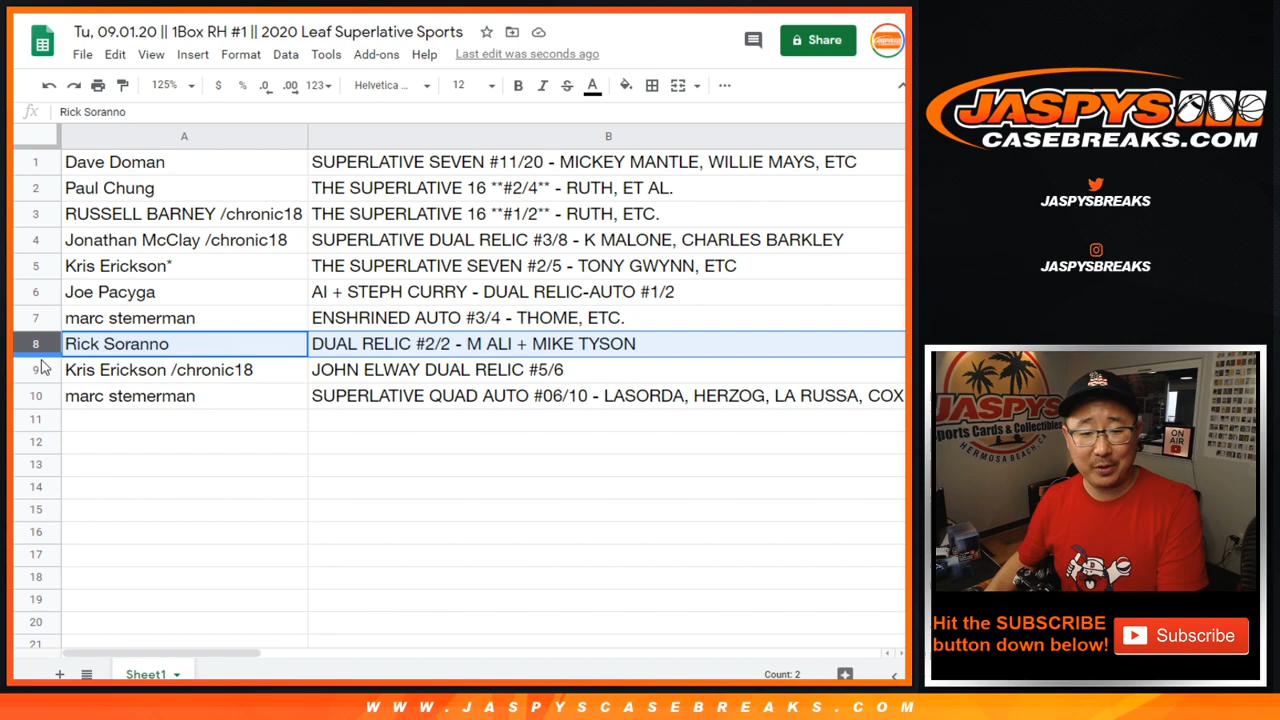 Tu, 09.01.20 || 1Box RH #1 || 2020 Leaf Superlative Sports
File Edit View Insert Format Data Tools Add-ons Help Last edit was seconds ago
Share
125% $ % .0 .00 123 Helvetica ... 12 B I S A
fx Rick Soranno
A B
1 Dave Doman SUPERLATIVE SEVEN #11/20 - MICKEY MANTLE, WILLIE MAYS, ETC
2 Paul Chung THE SUPERLATIVE 16 **#2/4** - RUTH, ET AL.
3 RUSSELL BARNEY /chronic18 THE SUPERLATIVE 16 **#1/2** - RUTH, ETC.
4 Jonathan McClay /chronic18 SUPERLATIVE DUAL RELIC #3/8 - K MALONE, CHARLES BARKLEY
5 Kris Erickson* THE SUPERLATIVE SEVEN #2/5 - TONY GWYNN, ETC
6 Joe Pacyga AI + STEPH CURRY - DUAL RELIC-AUTO #1/2
7 marc stemerman ENSHRINED AUTO #3/4 - THOME, ETC.
8 Rick Soranno DUAL RELIC #2/2 - M ALI + MIKE TYSON
9 Kris Erickson /chronic18 JOHN ELWAY DUAL RELIC #5/6
10 marc stemerman SUPERLATIVE QUAD AUTO #06/10 - LASORDA, HERZOG, LA RUSSA, COX
11
12
13
14
15
16
17
18
19
20
21
Sheet1 Count: 2
JASPYS
CASEBREAKS.COM
JASPYSBREAKS
JASPYSBREAKS
JASPYS
Sports Cards & Collectibles
HERMOSA BEACH, CA
ON
AIR
Hit the SUBSCRIBE
button down below!
Subscribe
WWW.JASPYSCASEBREAKS.COM